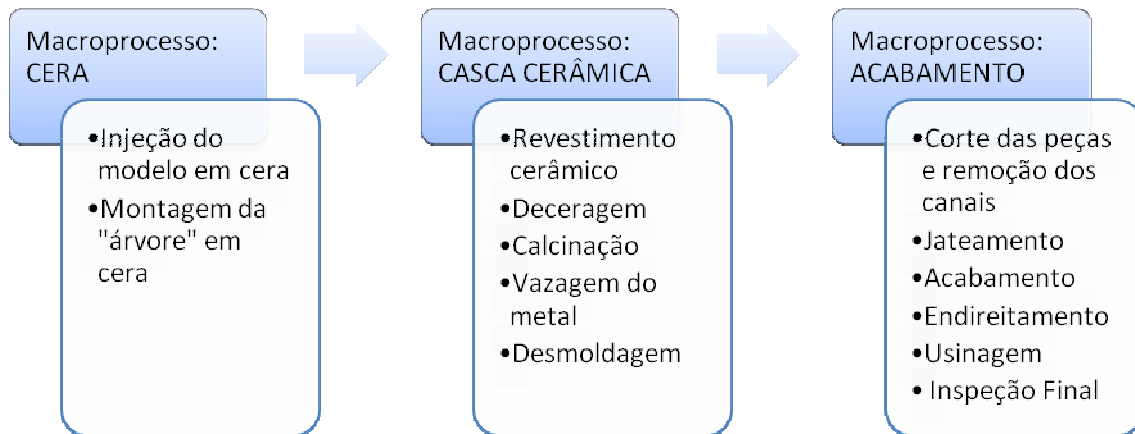 Macroprocesso:
CERA
•Injeção do
modelo em cera
•Montagem da
"árvore" em
cera
Macroprocesso:
CASCA CERÂMICA
•Revestimento
cerâmico
•Deceragem
•Calcinação
•Vazagem do
metal
•Desmoldagem
Macroprocesso:
ACABAMENTO
•Corte das peças
e remoção dos
canais
•Jateamento
•Acabamento
•Endireitamento
•Usinagem
• Inspeção Final